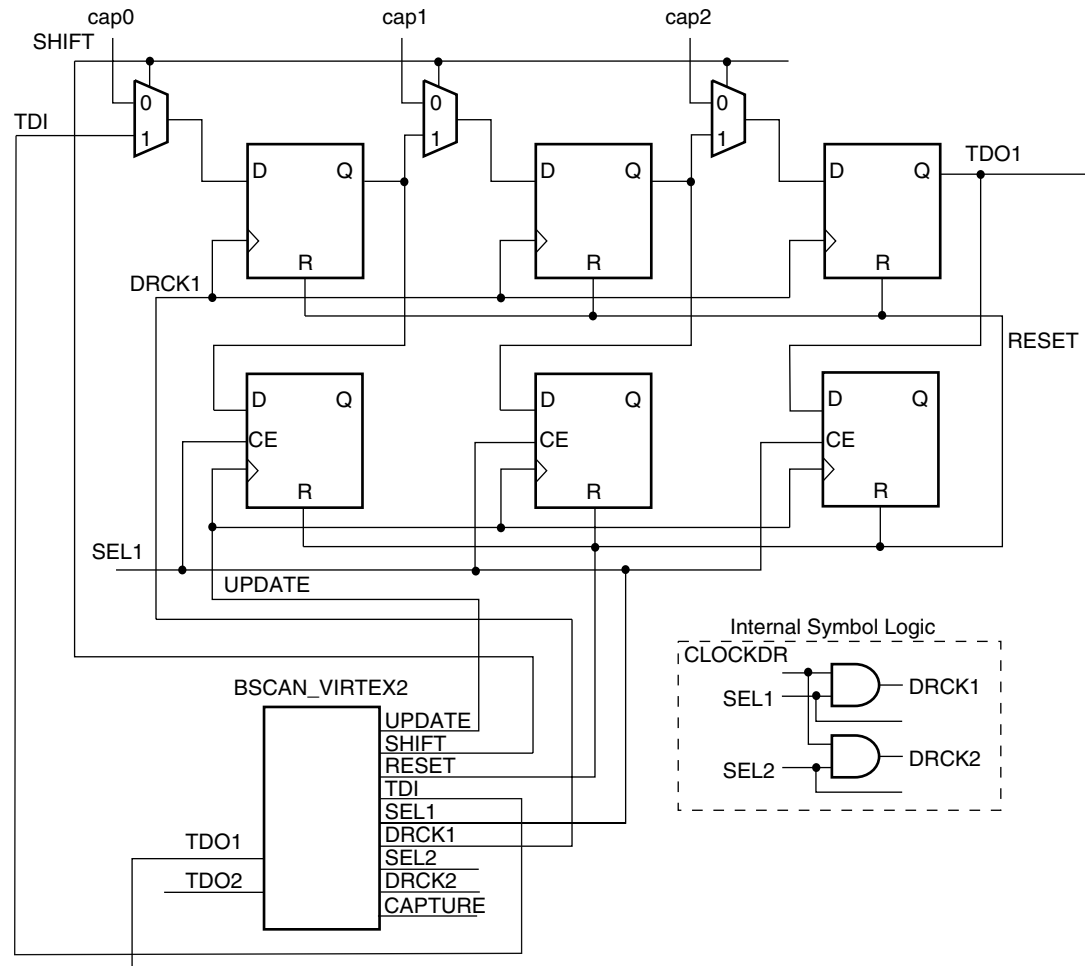 cap0 cap1 cap2
SHIFT
0 0 0
TDI 1 1 1
TDO1
D Q D Q D Q
R R R
DRCK1
RESET
D Q D Q D Q
CE CE CE
R R R
SEL1
UPDATE
Internal Symbol Logic
CLOCKDR
DRCK1
SEL1
DRCK2
SEL2
BSCAN_VIRTEX2
UPDATE
SHIFT
RESET
TDI
SEL1
TDO1 DRCK1
SEL2
TDO2 DRCK2
CAPTURE